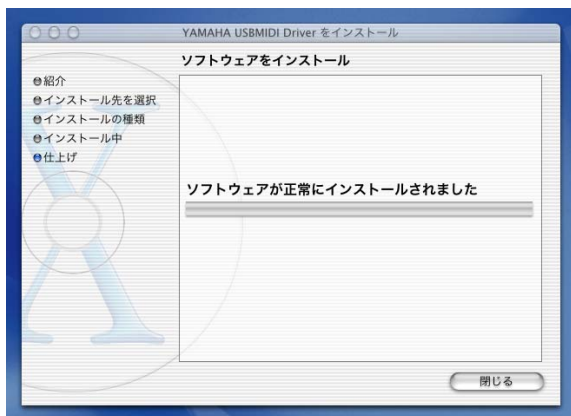 YAMAHA USBMIDI Driver をインストール
ソフトウェアをインストール
紹介
インストール先を選択
インストールの種類
インストール中
仕上げ
ソフトウェアが正常にインストールされました
閉じる